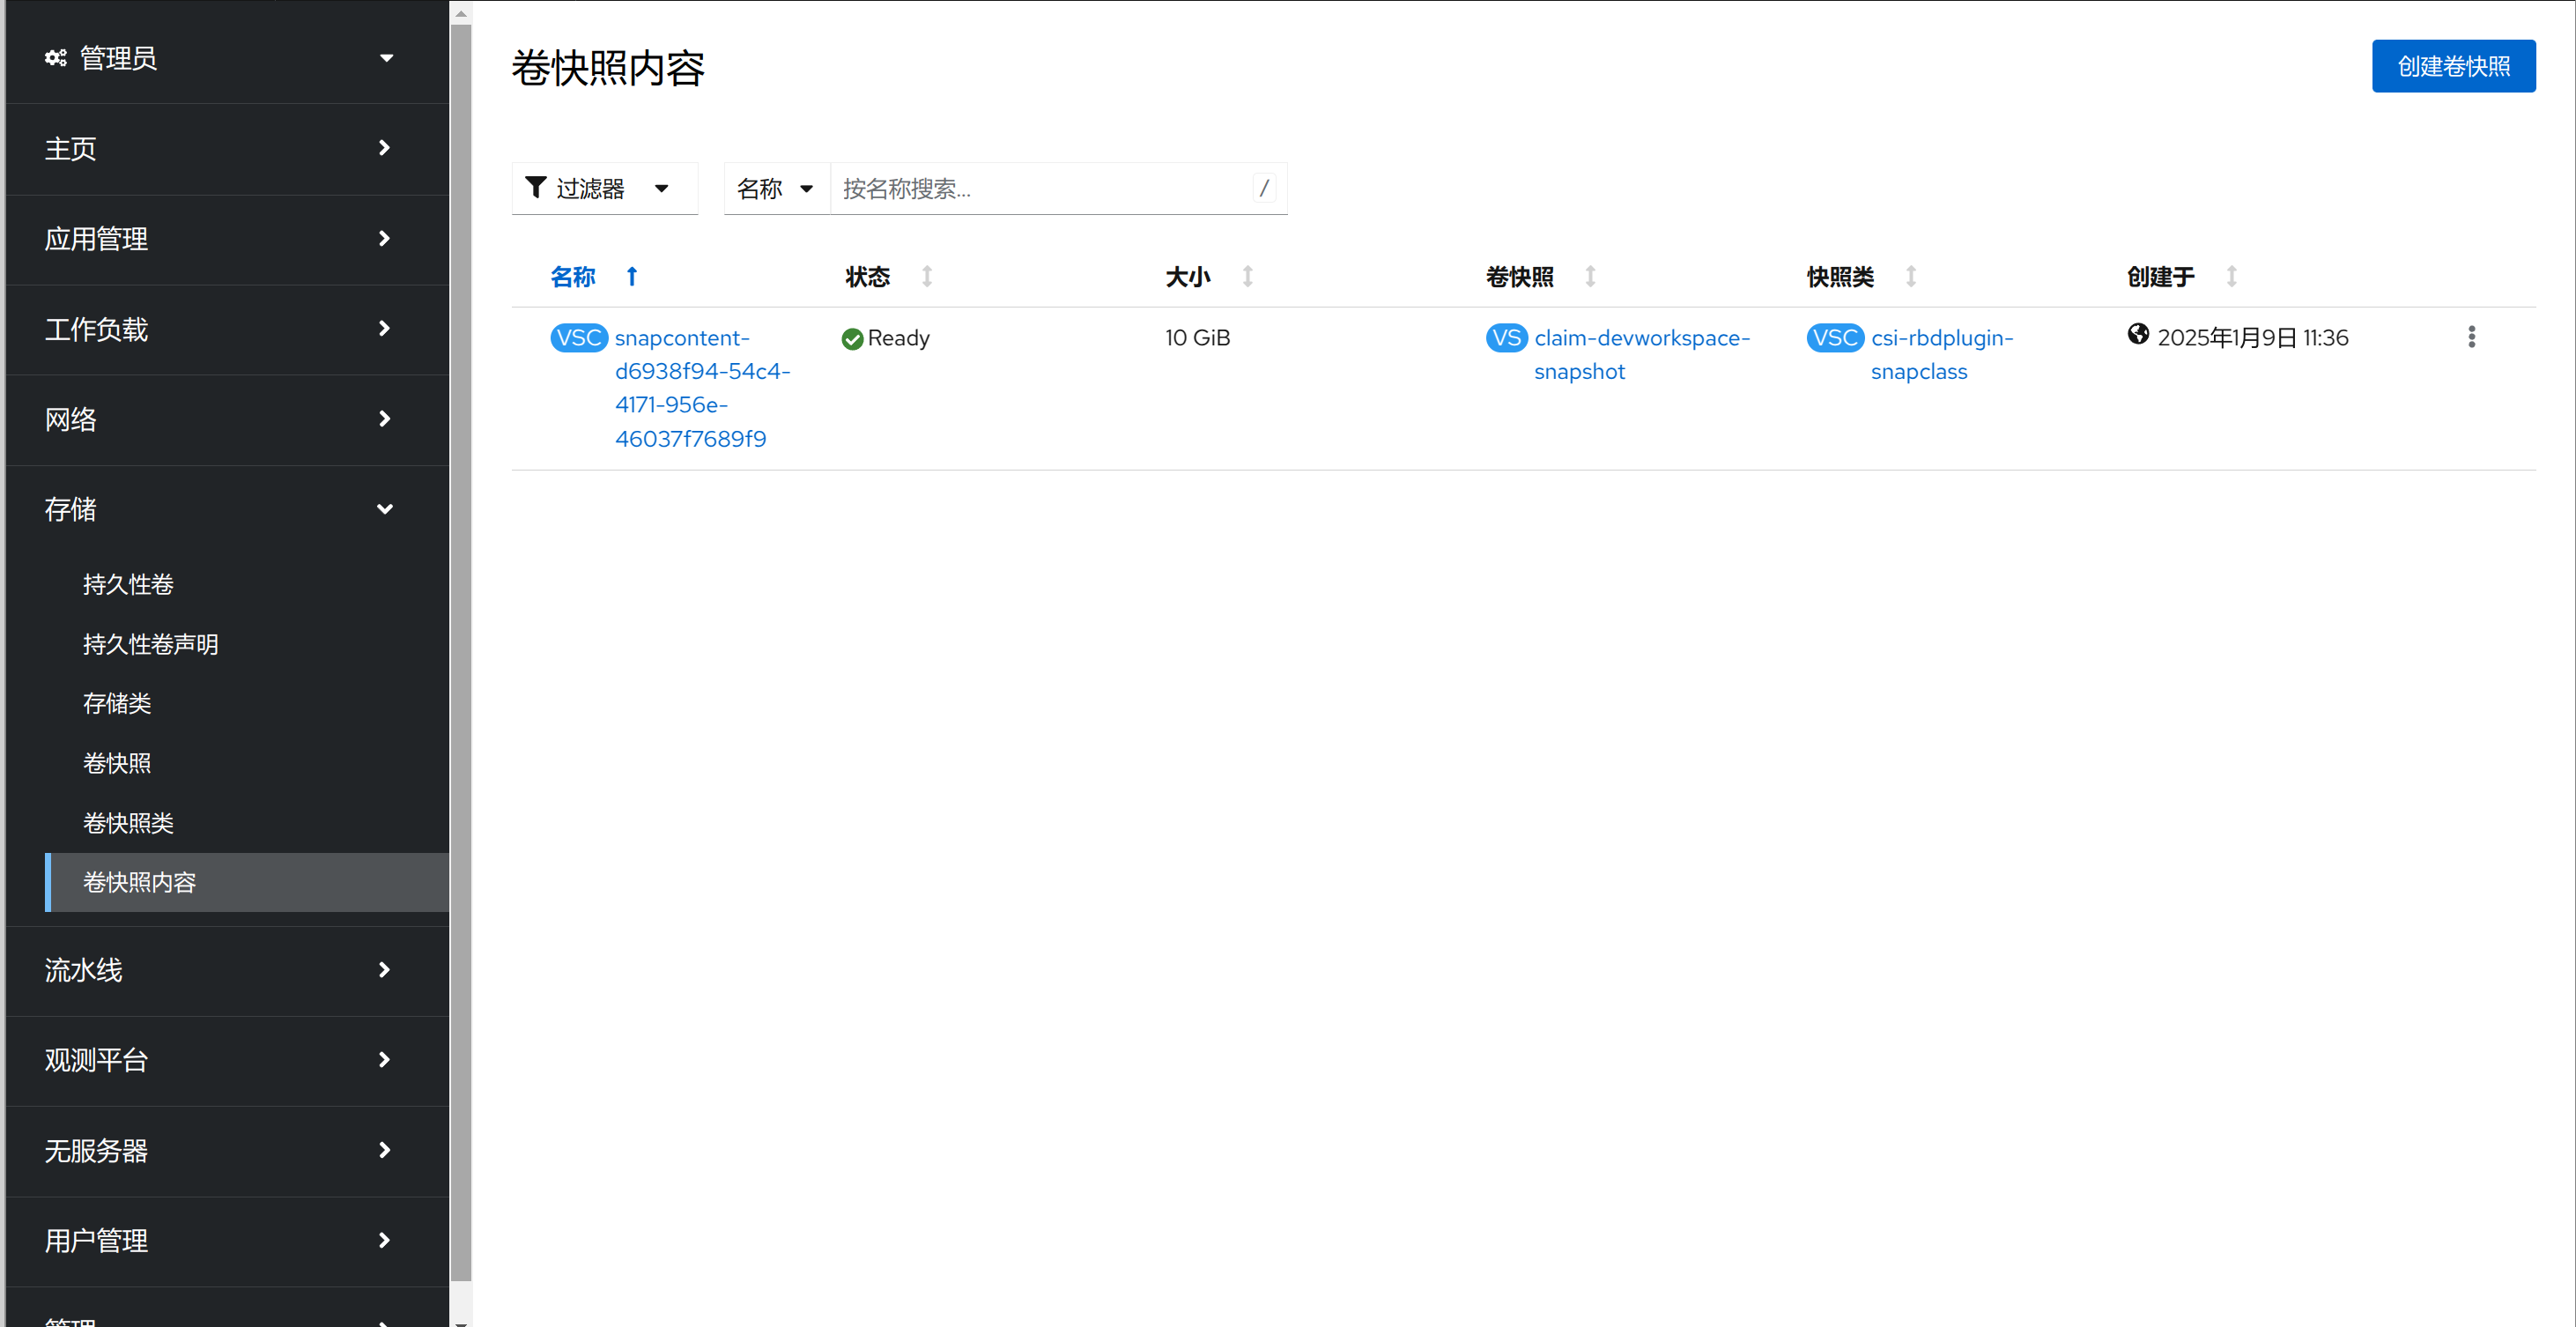 管理员
主页
应用管理
工作负载
网络
存储
持久性卷
持久性卷声明
存储类
卷快照
卷快照类
卷快照内容
流水线
观测平台
无服务器
用户管理
管理
卷快照内容
创建卷快照
过滤器 名称 按名称搜索... /
名称 状态 大小 卷快照 快照类 创建于
VSC snapcontent- Ready 10 GiB VS claim-devworkspace- VSC csi-rbdplugin- 2025年1月9日 11:36
d6938f94-54c4- snapshot snapclass
4171-956e-
46037f7689f9